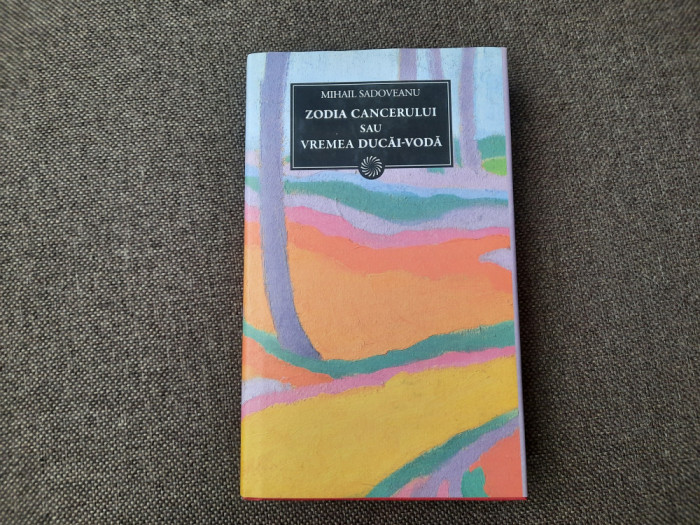 MIHAIL SADOVEANU
ZODIA CANCERULUI
SAU
VREMEA DUCĂI-VODĂ